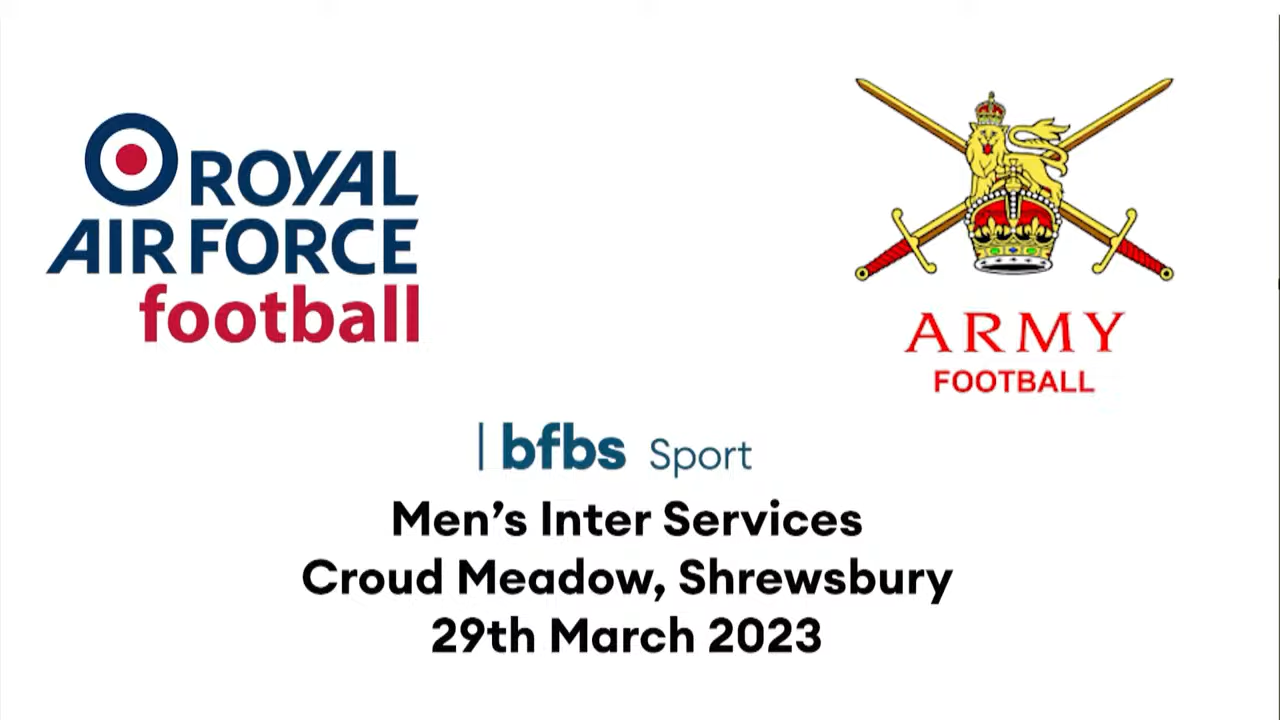 ROYAL
AIR FORCE
football
ARMY
FOOTBALL
| bfbs Sport
Men’s Inter Services
Croud Meadow, Shrewsbury
29th March 2023